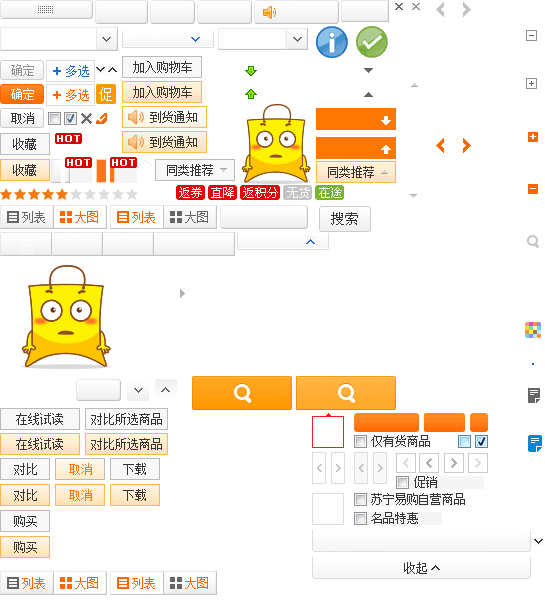 确定 多选 加入购物车
确定 多选 促 加入购物车
取消 到货通知
收藏 HOT 到货通知
收藏 HOT HOT 同类推荐 同类推荐
返券 直降 返积分 无货 在途
列表 大图 列表 大图 搜索
在线试读 对比所选商品 仅有货商品
在线试读 对比所选商品
对比 取消 下载
促销
对比 取消 下载 苏宁易购自营商品
购买 名品特惠
购买
收起
列表 大图 列表 大图